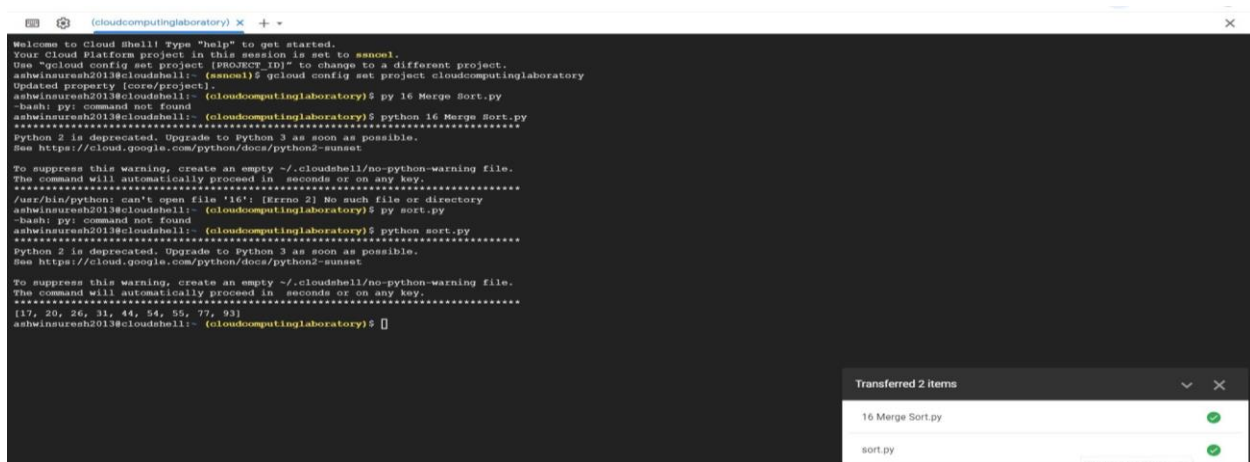 (cloudcomputinglaboratory) × + ▾
Welcome to Cloud Shell! Type "help" to get started.
Your Cloud Platform project in this session is set to ssnoe1.
Use "gcloud config set project [PROJECT_ID]" to change to a different project.
ashwinsuresh2013@cloudshell:~ (ssnoe1)$ gcloud config set project cloudcomputinglaboratory
Updated property [core/project].
ashwinsuresh2013@cloudshell:~ (cloudcomputinglaboratory)$ py 16 Merge Sort.py
-bash: py: command not found
ashwinsuresh2013@cloudshell:~ (cloudcomputinglaboratory)$ python 16 Merge Sort.py
********************************************************************************
Python 2 is deprecated. Upgrade to Python 3 as soon as possible.
See https://cloud.google.com/python/docs/python2-sunset
To suppress this warning, create an empty ~/.cloudshell/no-python-warning file.
The command will automatically proceed in  seconds or on any key.
********************************************************************************
/usr/bin/python: can't open file '16': [Errno 2] No such file or directory
ashwinsuresh2013@cloudshell:~ (cloudcomputinglaboratory)$ py sort.py
-bash: py: command not found
ashwinsuresh2013@cloudshell:~ (cloudcomputinglaboratory)$ python sort.py
********************************************************************************
Python 2 is deprecated. Upgrade to Python 3 as soon as possible.
See https://cloud.google.com/python/docs/python2-sunset
To suppress this warning, create an empty ~/.cloudshell/no-python-warning file.
The command will automatically proceed in  seconds or on any key.
********************************************************************************
[17, 20, 26, 31, 44, 54, 55, 77, 93]
ashwinsuresh2013@cloudshell:~ (cloudcomputinglaboratory)$
Transferred 2 items
16 Merge Sort.py
sort.py